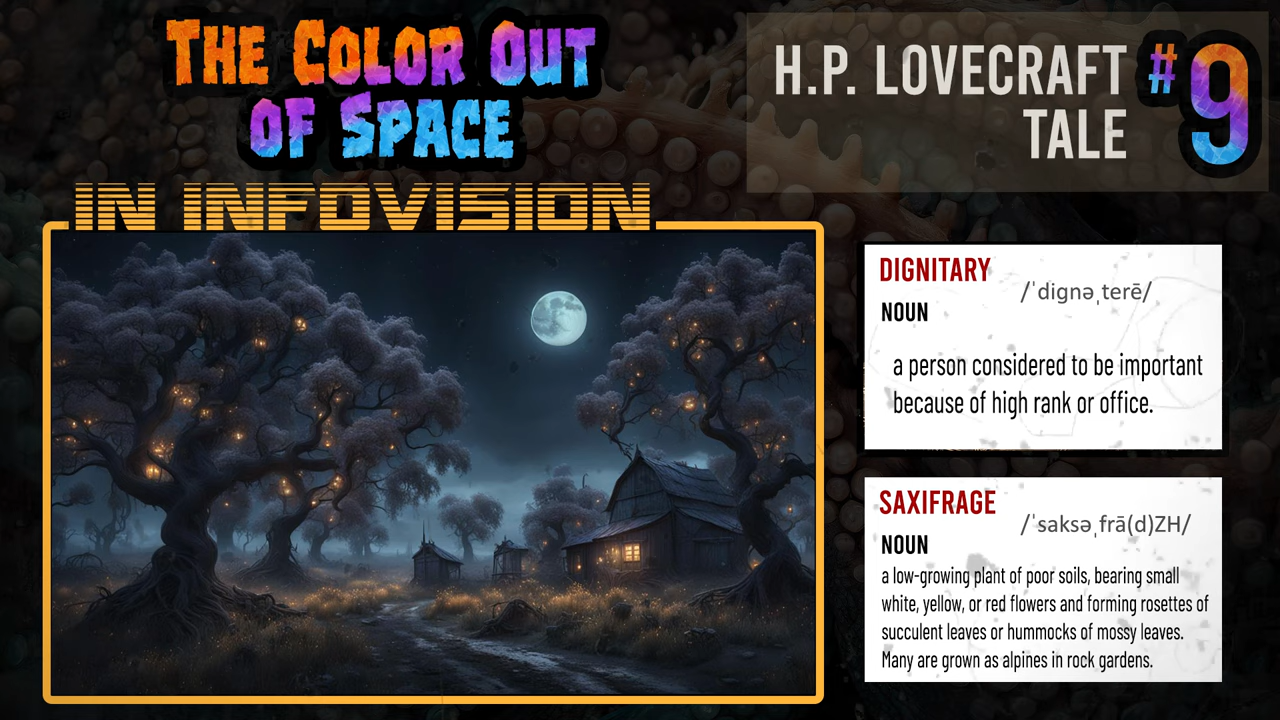 THE COLOR OUT
OF SPACE
H.P. LOVECRAFT
TALE
#9
IN INFOVISION
DIGNITARY
/ˈdignəˌterē/
NOUN
a person considered to be important
because of high rank or office.
SAXIFRAGE
/ˈsaksəˌfrā(d)ZH/
NOUN
a low-growing plant of poor soils, bearing small
white, yellow, or red flowers and forming rosettes of
succulent leaves or hummocks of mossy leaves.
Many are grown as alpines in rock gardens.